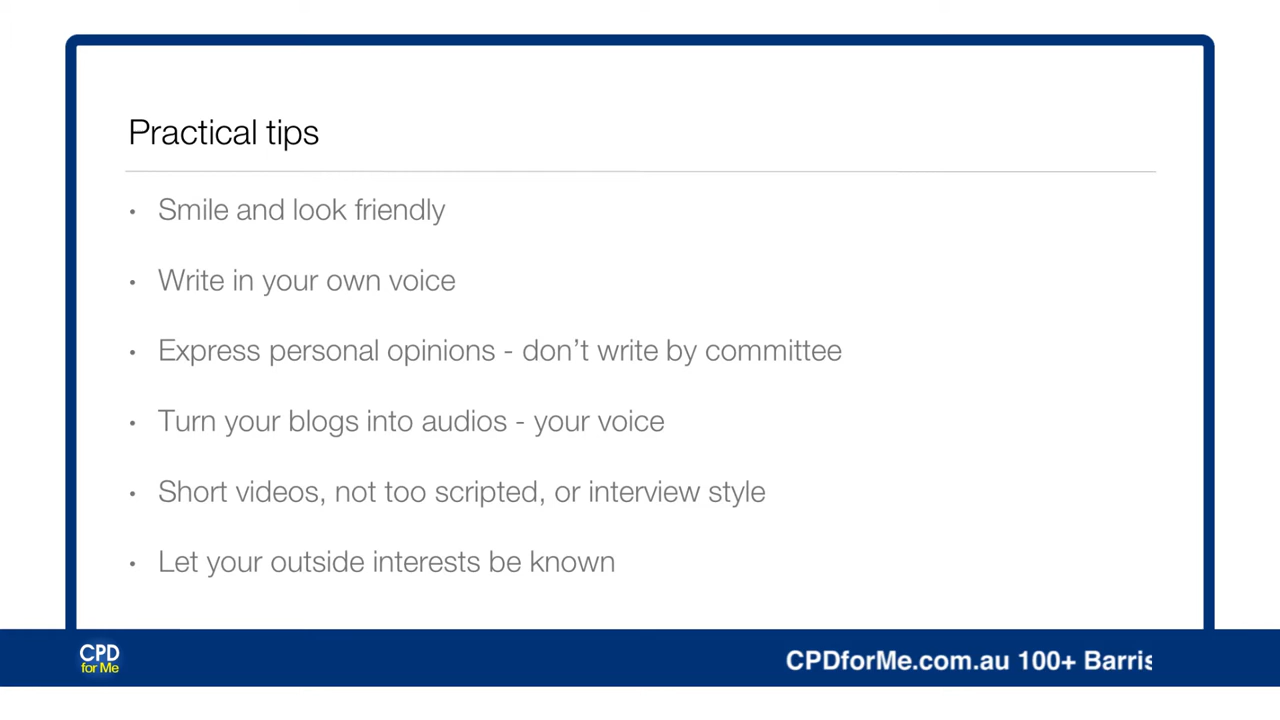 Practical tips
• Smile and look friendly
• Write in your own voice
• Express personal opinions - don’t write by committee
• Turn your blogs into audios - your voice
• Short videos, not too scripted, or interview style
• Let your outside interests be known
CPD
for Me
CPDforMe.com.au 100+ Barris